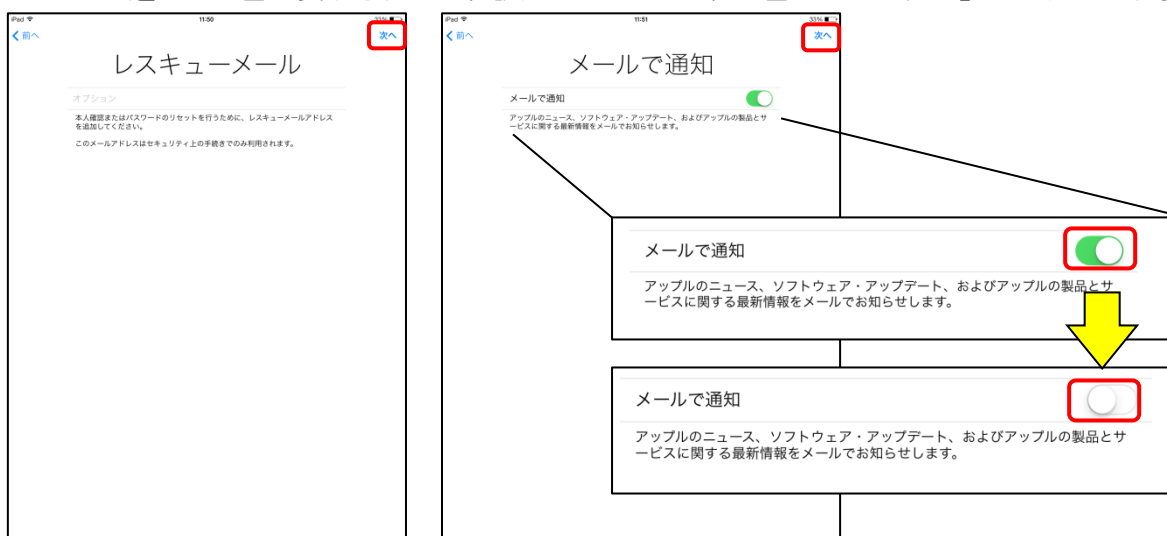 iPad 11:50 33%
前へ 次へ
レスキューメール
オプション
本人確認またはパスワードのリセットを行うために、レスキューメールアドレス
を追加してください。
このメールアドレスはセキュリティ上の手続きでのみ利用されます。
iPad 11:51 33%
前へ 次へ
メールで通知
メールで通知
アップルのニュース、ソフトウェア・アップデート、およびアップルの製品とサ
ービスに関する最新情報をメールでお知らせします。
メールで通知
アップルのニュース、ソフトウェア・アップデート、およびアップルの製品とサ
ービスに関する最新情報をメールでお知らせします。
メールで通知
アップルのニュース、ソフトウェア・アップデート、およびアップルの製品とサ
ービスに関する最新情報をメールでお知らせします。